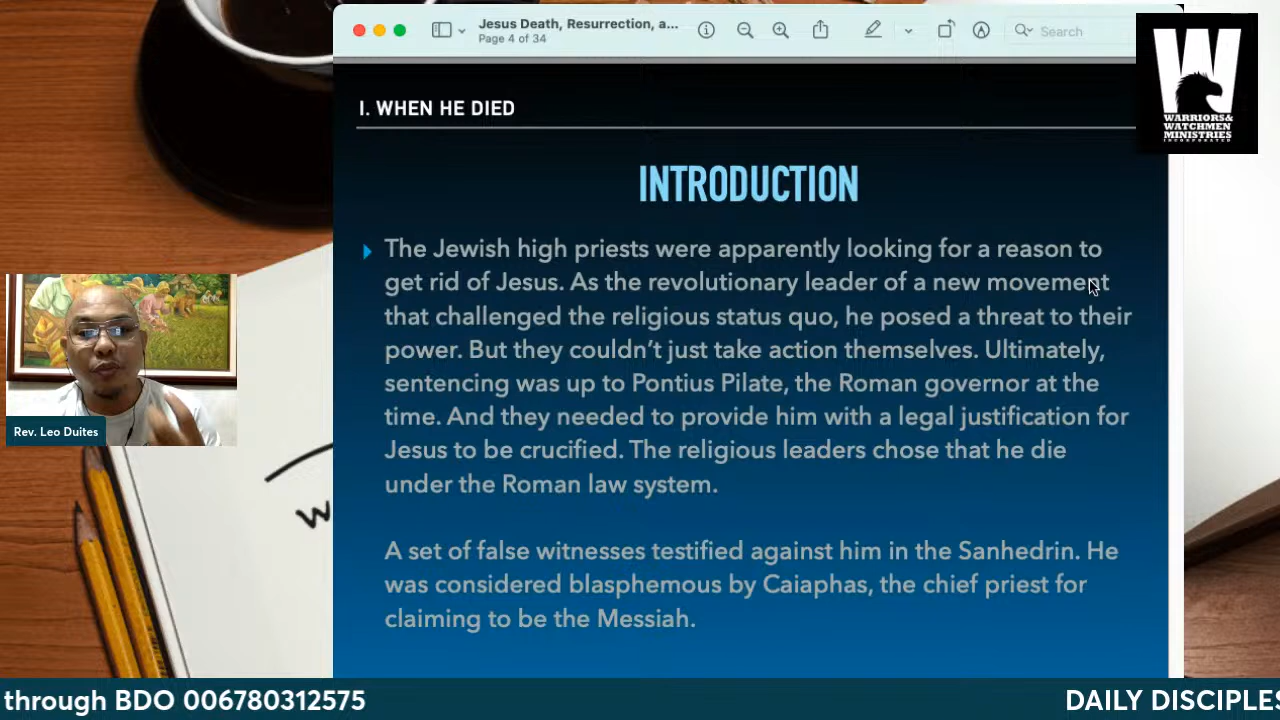 Jesus Death, Resurrection, a...
Page 4 of 34
Search
W
WARRIORS&
WATCHMEN
MINISTRIES
INCORPORATED
I. WHEN HE DIED
INTRODUCTION
The Jewish high priests were apparently looking for a reason to
get rid of Jesus. As the revolutionary leader of a new movement
that challenged the religious status quo, he posed a threat to their
power. But they couldn’t just take action themselves. Ultimately,
sentencing was up to Pontius Pilate, the Roman governor at the
time. And they needed to provide him with a legal justification for
Jesus to be crucified. The religious leaders chose that he die
under the Roman law system.
A set of false witnesses testified against him in the Sanhedrin. He
was considered blasphemous by Caiaphas, the chief priest for
claiming to be the Messiah.
Rev. Leo Duites
through BDO 006780312575
DAILY DISCIPLES